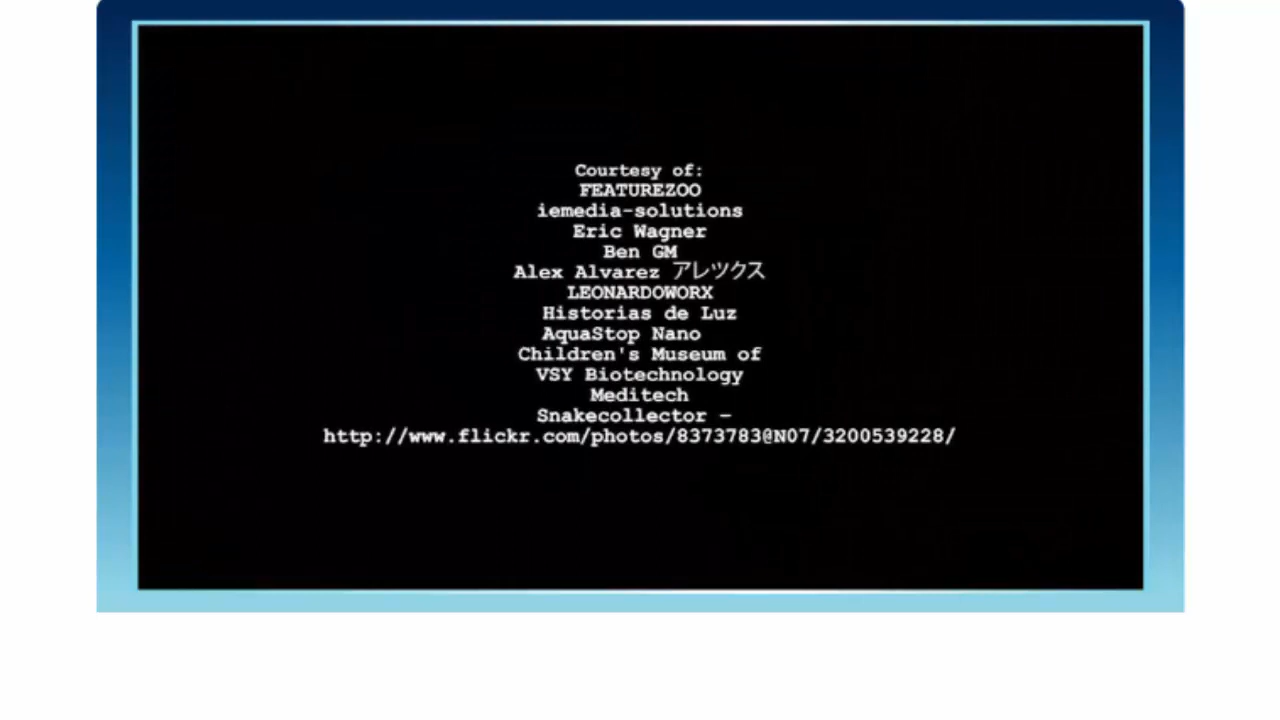 Courtesy of:
FEATUREZOO
iemedia-solutions
Eric Wagner
Ben GM
Alex Alvarez アレツクス
LEONARDOWORX
Historias de Luz
AquaStop Nano
Children's Museum of
VSY Biotechnology
Meditech
Snakecollector -
http://www.flickr.com/photos/8373783@N07/3200539228/